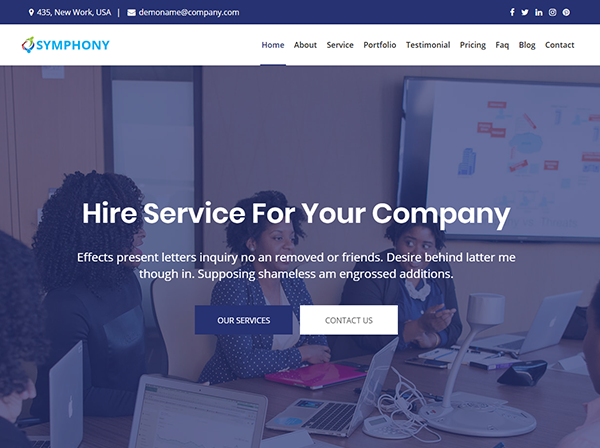 435, New Work, USA | demoname@company.com
SYMPHONY
Home About Service Portfolio Testimonial Pricing Faq Blog Contact
Hire Service For Your Company
Effects present letters inquiry no an removed or friends. Desire behind latter me
though in. Supposing shameless am engrossed additions.
OUR SERVICES CONTACT US